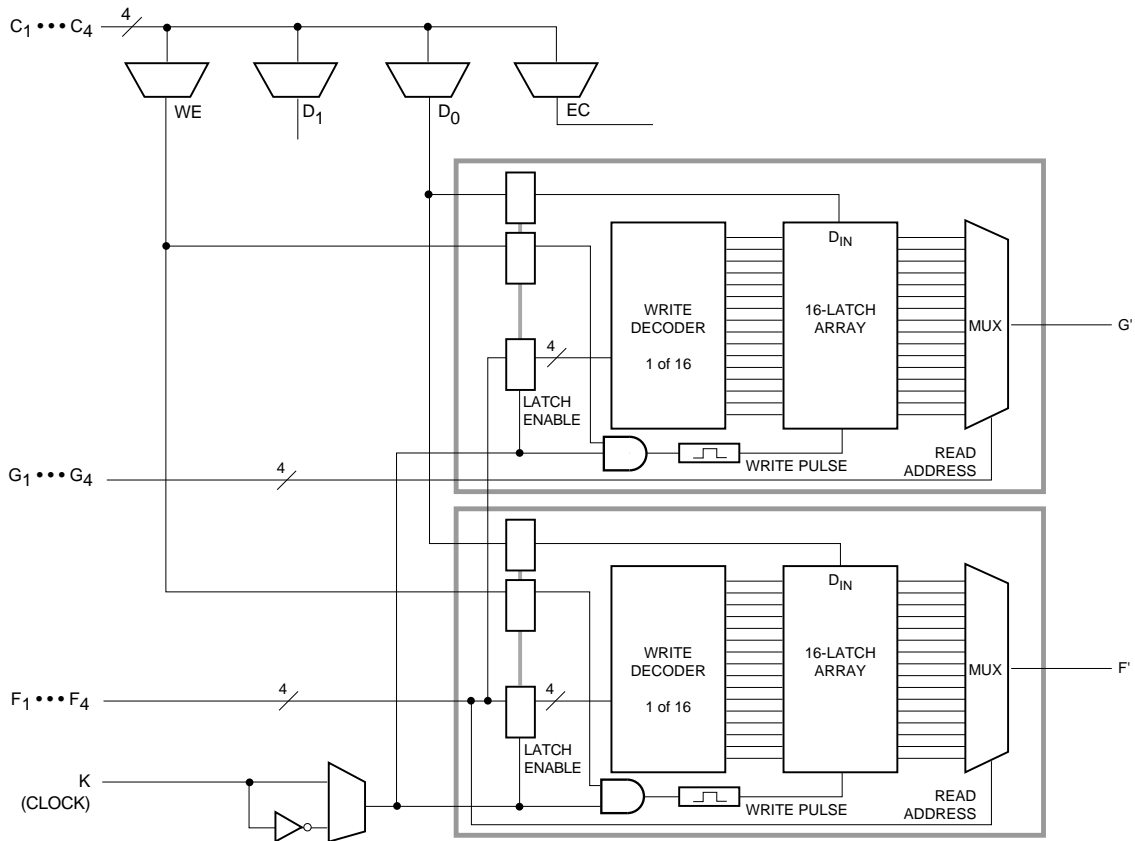 C1 ••• C4
4
WE
D1
D0
EC
DIN
WRITE
DECODER
1 of 16
16-LATCH
ARRAY
MUX
G'
4
LATCH
ENABLE
WRITE PULSE
READ
ADDRESS
G1 ••• G4
4
DIN
WRITE
DECODER
1 of 16
16-LATCH
ARRAY
MUX
F'
F1 ••• F4
4
4
LATCH
ENABLE
K
(CLOCK)
WRITE PULSE
READ
ADDRESS